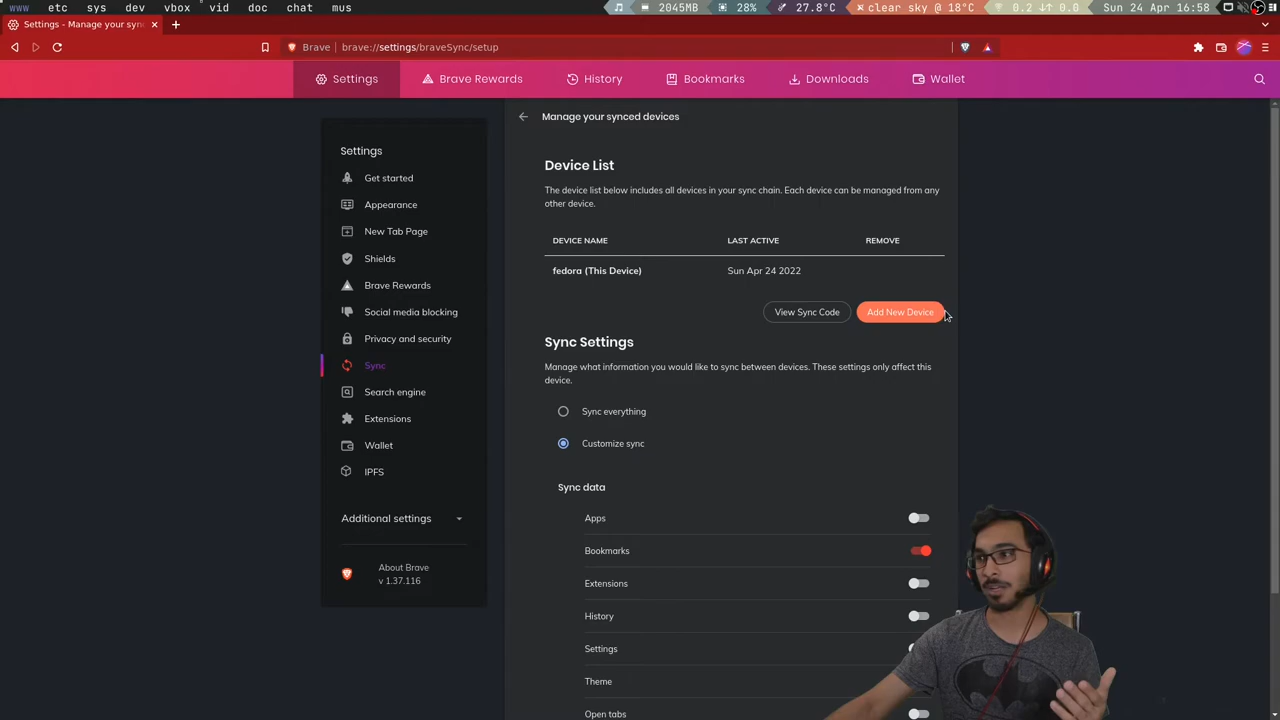 www etc sys dev vbox vid doc chat mus
2045MB 28% 27.8°C clear sky @ 18°C 0.2 ↓↑ 0.0 Sun 24 Apr 16:58
Settings - Manage your syn
Brave brave://settings/braveSync/setup
Settings Brave Rewards History Bookmarks Downloads Wallet
Settings
Get started
Appearance
New Tab Page
Shields
Brave Rewards
Social media blocking
Privacy and security
Sync
Search engine
Extensions
Wallet
IPFS
Additional settings
About Brave
v 1.37.116
Manage your synced devices
Device List
The device list below includes all devices in your sync chain. Each device can be managed from any
other device.
DEVICE NAME LAST ACTIVE REMOVE
fedora (This Device) Sun Apr 24 2022
View Sync Code Add New Device
Sync Settings
Manage what information you would like to sync between devices. These settings only affect this
device.
Sync everything
Customize sync
Sync data
Apps
Bookmarks
Extensions
History
Settings
Theme
Open tabs